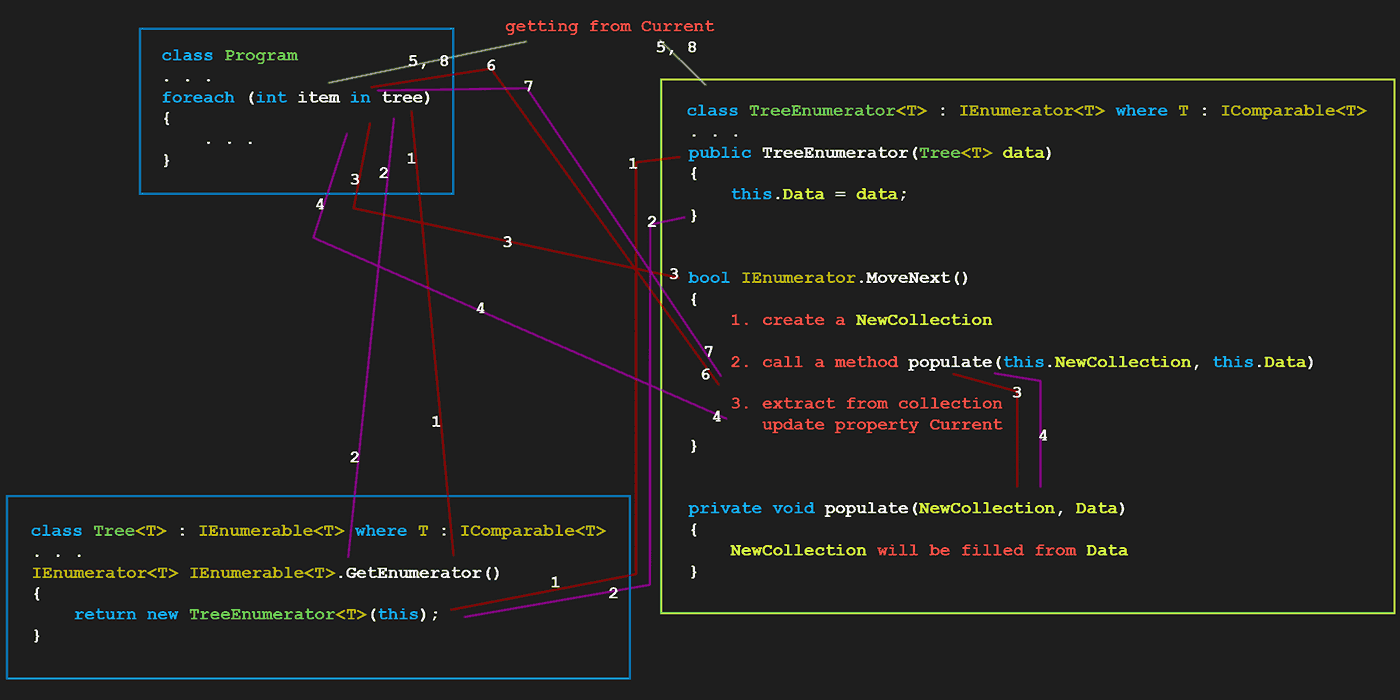 getting from Current
5, 8
class Program
. . .
foreach (int item in tree)
{
. . .
}
5, 8
6
7
1
2
3
4
3
4
1
2
class TreeEnumerator<T> : IEnumerator<T> where T : IComparable<T>
. . .
public TreeEnumerator(Tree<T> data)
{
this.Data = data;
}
1
2
3
bool IEnumerator.MoveNext()
{
1. create a NewCollection
2. call a method populate(this.NewCollection, this.Data)
3. extract from collection
update property Current
}
7
6
4
3
4
private void populate(NewCollection, Data)
{
NewCollection will be filled from Data
}
class Tree<T> : IEnumerable<T> where T : IComparable<T>
. . .
IEnumerator<T> IEnumerable<T>.GetEnumerator()
{
return new TreeEnumerator<T>(this);
}
1
2